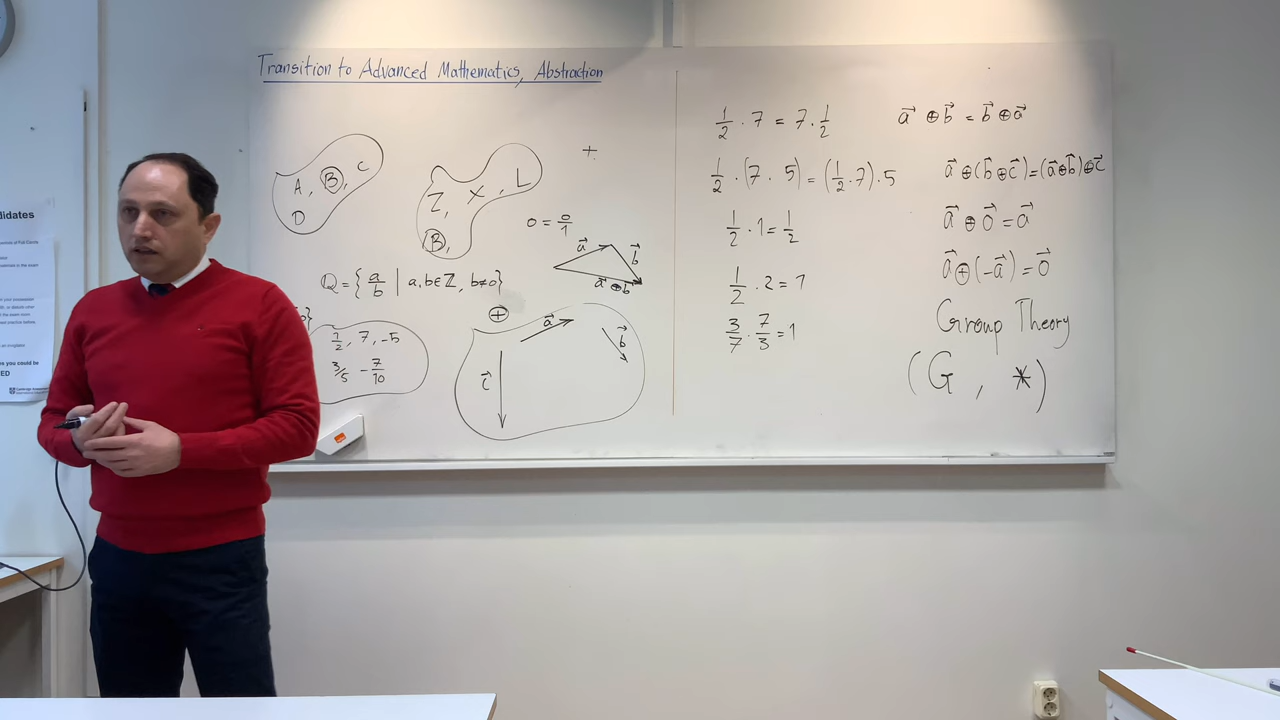 Transition to Advanced Mathematics, Abstraction
A, B, C
D
Z, X, L
B,
+
0 = 0/1
a⃗
b⃗
a⃗ ⊕ b⃗
Q = { a/b | a, b ∈ Z, b ≠ 0 }
1/2, 7, -5
3/5 -7/10
⊕
a⃗
b⃗
c⃗
1/2 · 7 = 7 · 1/2
1/2 · (7 · 5) = (1/2 · 7) · 5
1/2 · 1 = 1/2
1/2 · 2 = 1
3/7 · 7/3 = 1
a⃗ ⊕ b⃗ = b⃗ ⊕ a⃗
a⃗ ⊕ (b⃗ ⊕ c⃗) = (a⃗ ⊕ b⃗) ⊕ c⃗
a⃗ ⊕ 0⃗ = a⃗
a⃗ ⊕ (-a⃗) = 0⃗
Group Theory
(G, *)